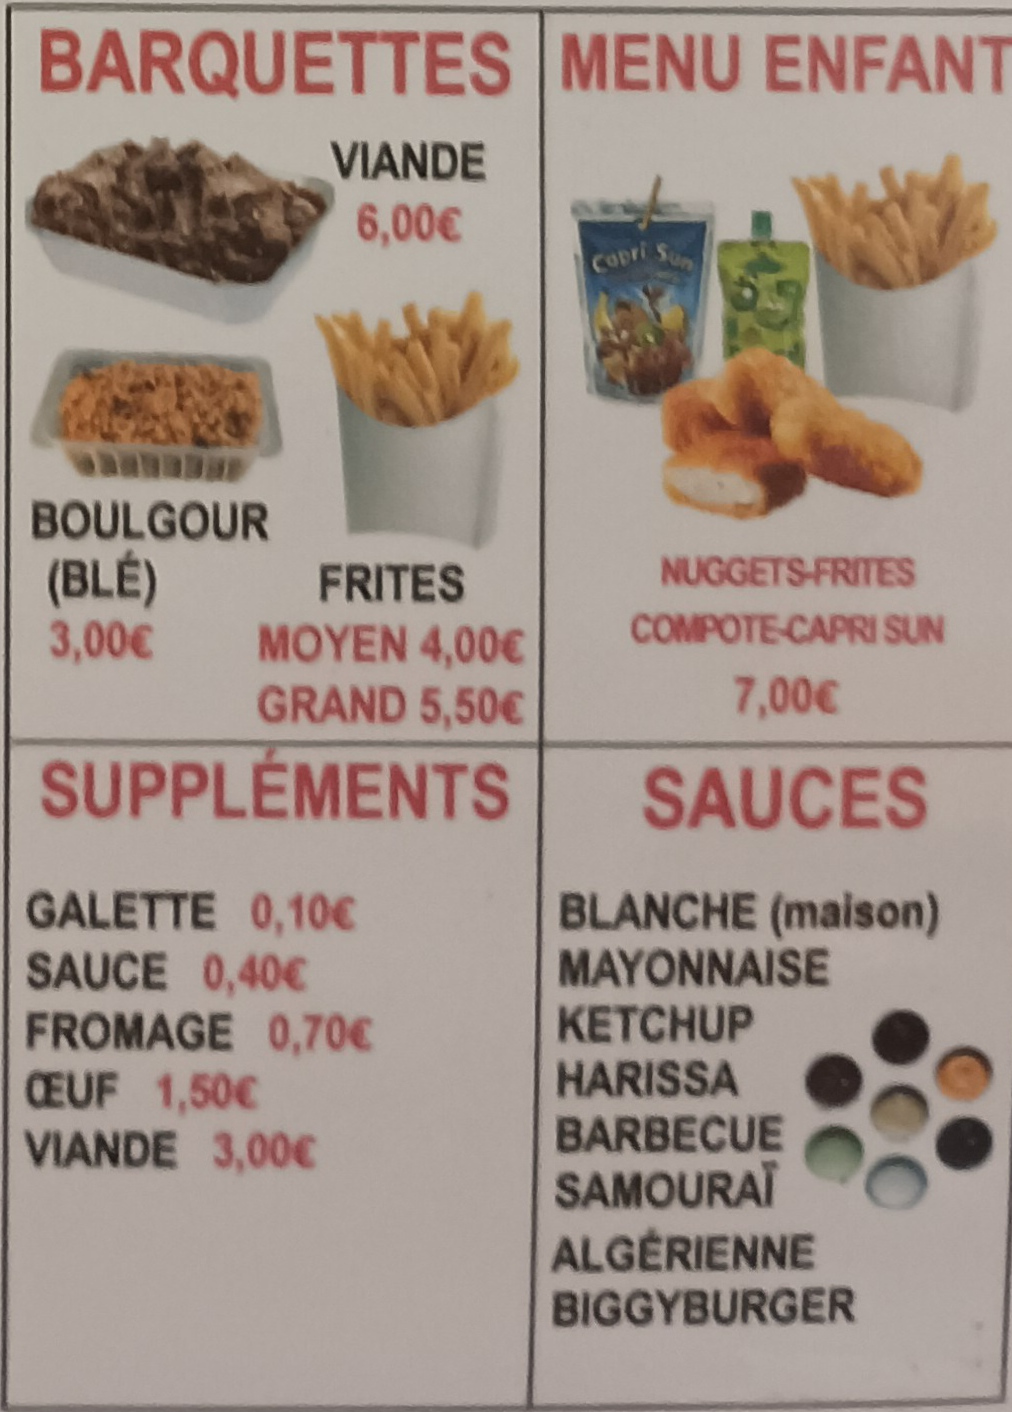 BARQUETTES
VIANDE
6,00€
BOULGOUR
(BLÉ)
3,00€
FRITES
MOYEN 4,00€
GRAND 5,50€
MENU ENFANT
Capri Sun
NUGGETS-FRITES
COMPOTE-CAPRI SUN
7,00€
SUPPLÉMENTS
GALETTE 0,10€
SAUCE 0,40€
FROMAGE 0,70€
ŒUF 1,50€
VIANDE 3,00€
SAUCES
BLANCHE (maison)
MAYONNAISE
KETCHUP
HARISSA
BARBECUE
SAMOURAÏ
ALGÉRIENNE
BIGGYBURGER